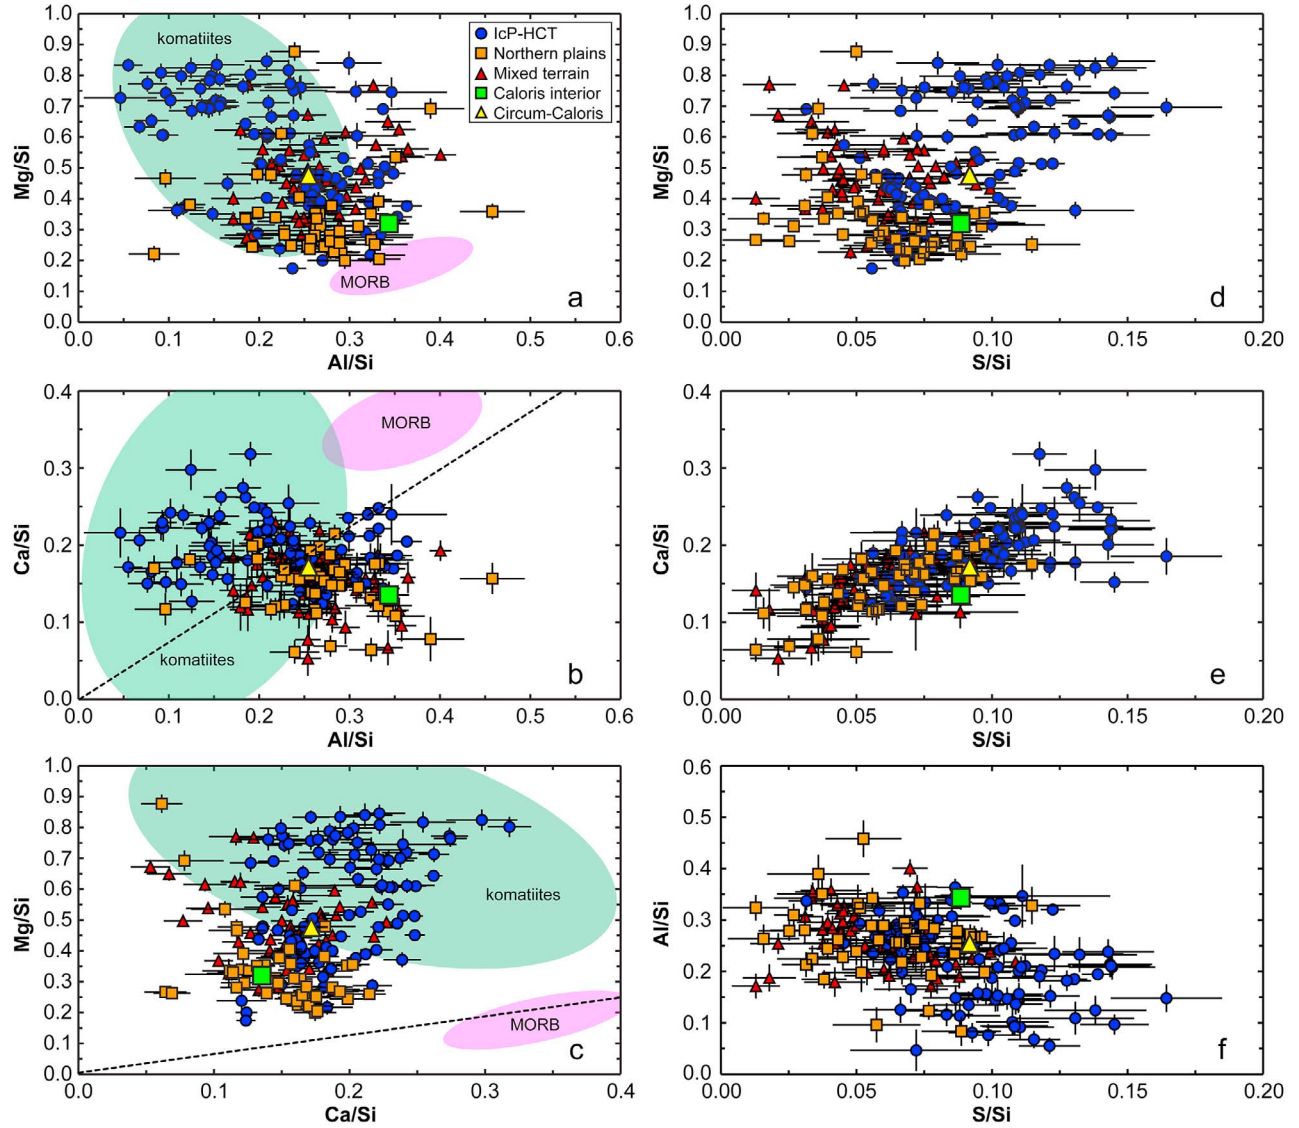 1.0
0.9
0.8
0.7
0.6
0.5
0.4
0.3
0.2
0.1
0.0
Mg/Si
komatiites
IcP-HCT
Northern plains
Mixed terrain
Caloris interior
Circum-Caloris
MORB
a
0.0 0.1 0.2 0.3 0.4 0.5 0.6
Al/Si
1.0
0.9
0.8
0.7
0.6
0.5
0.4
0.3
0.2
0.1
0.0
Mg/Si
d
0.00 0.05 0.10 0.15 0.20
S/Si
0.4
0.3
0.2
0.1
0.0
Ca/Si
MORB
komatiites
b
0.0 0.1 0.2 0.3 0.4 0.5 0.6
Al/Si
0.4
0.3
0.2
0.1
0.0
Ca/Si
e
0.00 0.05 0.10 0.15 0.20
S/Si
1.0
0.9
0.8
0.7
0.6
0.5
0.4
0.3
0.2
0.1
0.0
Mg/Si
komatiites
MORB
c
0.0 0.1 0.2 0.3 0.4
Ca/Si
0.6
0.5
0.4
0.3
0.2
0.1
0.0
Al/Si
f
0.00 0.05 0.10 0.15 0.20
S/Si